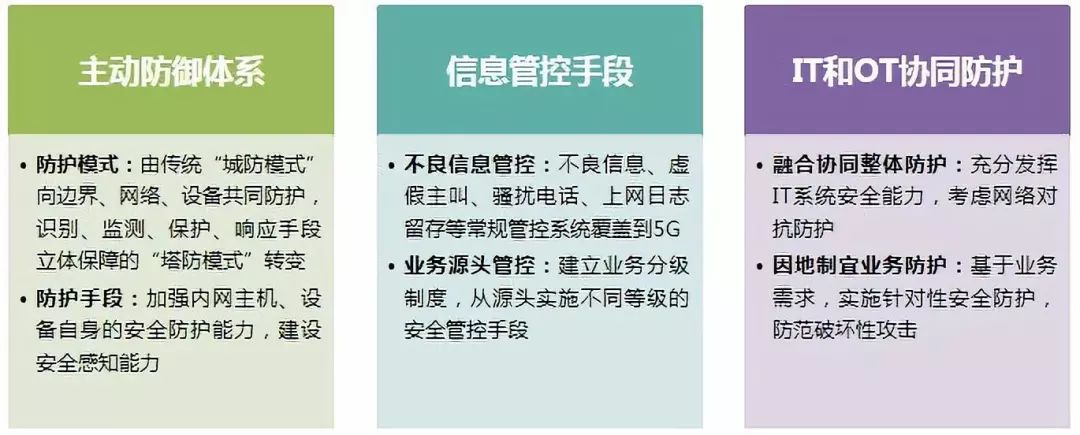 主动防御体系
• 防护模式：由传统“城防模式”
向边界、网络、设备共同防护，
识别、监测、保护、响应手段
立体保障的“塔防模式”转变
• 防护手段：加强内网主机、设
备自身的安全防护能力，建设
安全感知能力
信息管控手段
• 不良信息管控：不良信息、虚
假主叫、骚扰电话、上网日志
留存等常规管控系统覆盖到5G
• 业务源头管控：建立业务分级
制度，从源头实施不同等级的
安全管控手段
IT和OT协同防护
• 融合协同整体防护：充分发挥
IT系统安全能力，考虑网络对
抗防护
• 因地制宜业务防护：基于业务
需求，实施针对性安全防护，
防范破坏性攻击